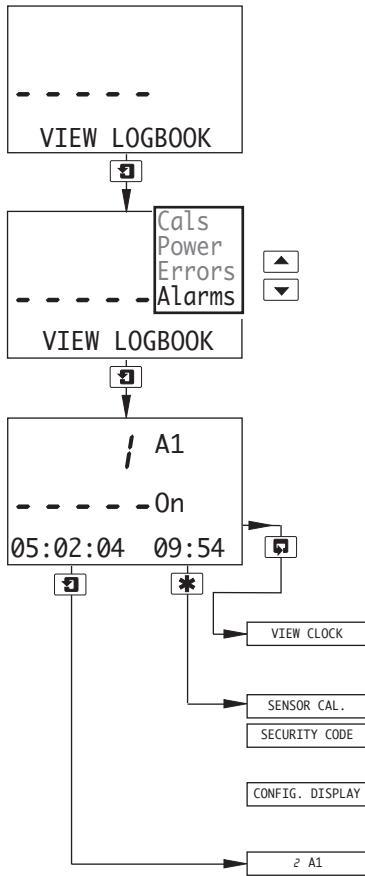 - - - - -
VIEW LOGBOOK
Cals
Power
Errors
Alarms
- - - - -
VIEW LOGBOOK
1 A1
- - - - - On
05:02:04 09:54
VIEW CLOCK
SENSOR CAL.
SECURITY CODE
CONFIG. DISPLAY
2 A1